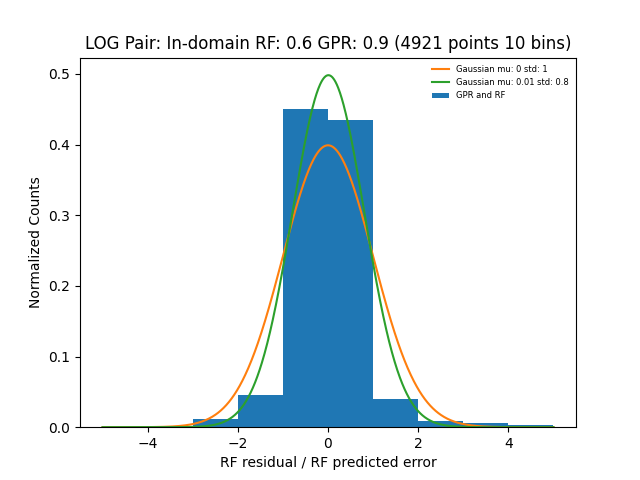 LOG Pair: In-domain RF: 0.6 GPR: 0.9 (4921 points 10 bins)
Gaussian mu: 0 std: 1
Gaussian mu: 0.01 std: 0.8
GPR and RF
Normalized Counts
0.5
0.4
0.3
0.2
0.1
0.0
−4 −2 0 2 4
RF residual / RF predicted error